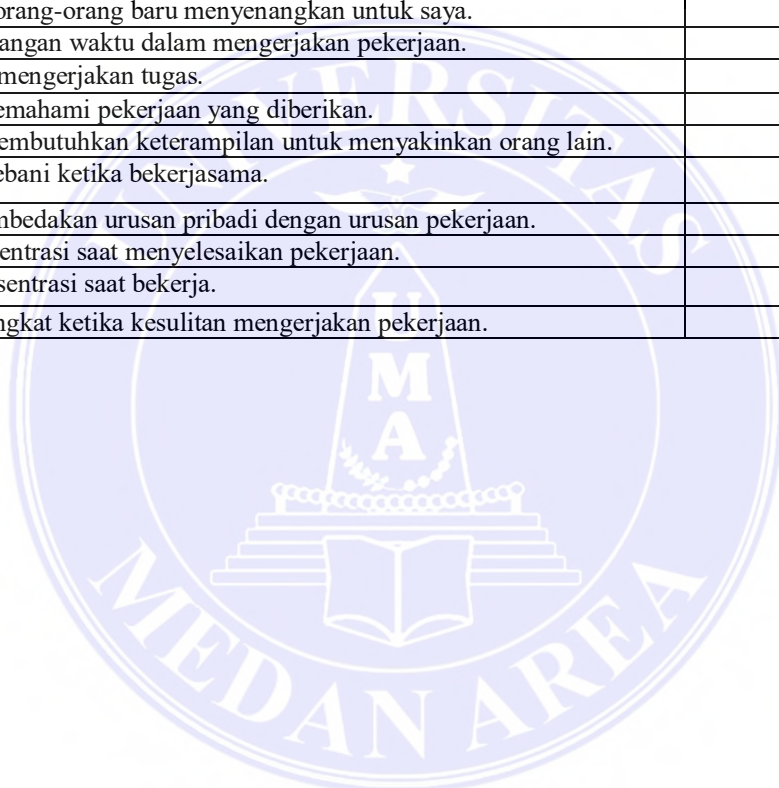 orang-orang baru menyenangkan untuk saya.
angan waktu dalam mengerjakan pekerjaan.
mengerjakan tugas.
emahami pekerjaan yang diberikan.
embutuhkan keterampilan untuk menyakinkan orang lain.
ebani ketika bekerjasama.
mbedakan urusan pribadi dengan urusan pekerjaan.
entrasi saat menyelesaikan pekerjaan.
sentrasi saat bekerja.
ngkat ketika kesulitan mengerjakan pekerjaan.
UNIVERSITAS
U
M
A
MEDAN AREA